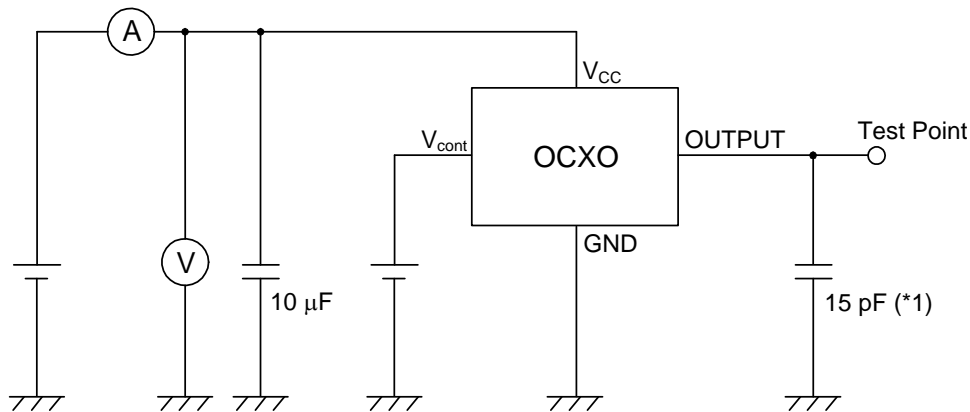 A
V_CC
V_cont
OCXO
OUTPUT
Test Point
GND
V
10 μF
15 pF (*1)